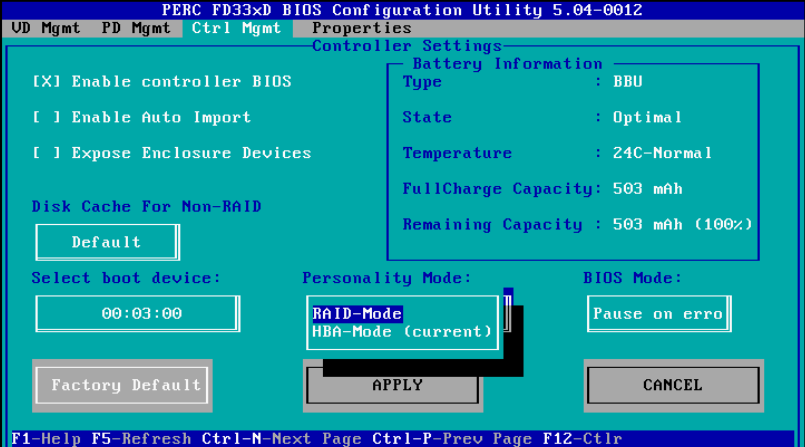 PERC FD33xD BIOS Configuration Utility 5.04-0012
VD Mgmt PD Mgmt Ctrl Mgmt Properties
Controller Settings
[X] Enable controller BIOS
[ ] Enable Auto Import
[ ] Expose Enclosure Devices
Battery Information
Type : BBU
State : Optimal
Temperature : 24C-Normal
FullCharge Capacity: 503 mAh
Remaining Capacity : 503 mAh (100%)
Disk Cache For Non-RAID
Default
Select boot device: Personality Mode: BIOS Mode:
00:03:00
RAID-Mode
HBA-Mode (current)
Pause on erro
Factory Default APPLY CANCEL
F1-Help F5-Refresh Ctrl-N-Next Page Ctrl-P-Prev Page F12-Ctlr